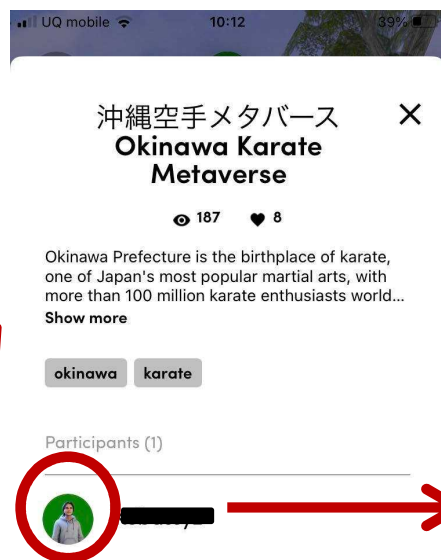 UQ mobile 10:12 39%
沖縄空手メタバース
Okinawa Karate
Metaverse
187 8
Okinawa Prefecture is the birthplace of karate,
one of Japan's most popular martial arts, with
more than 100 million karate enthusiasts world...
Show more
okinawa karate
Participants (1)